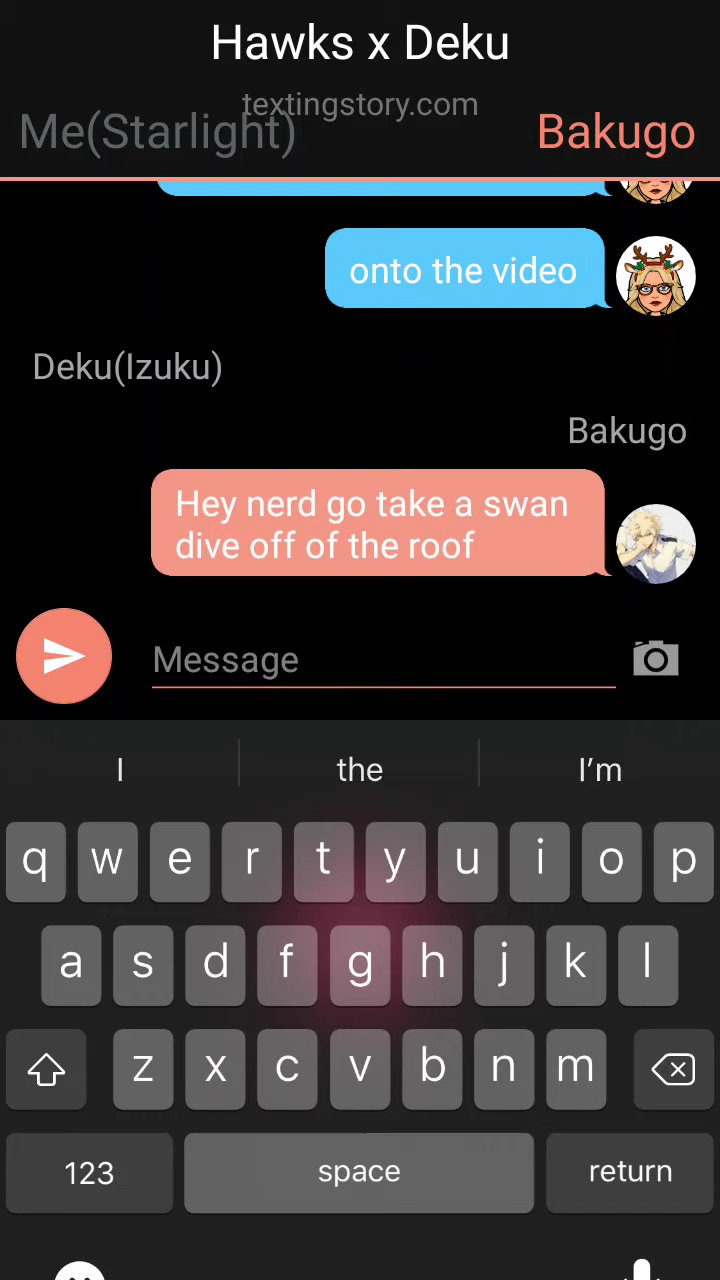 Hawks x Deku
textingstory.com
Me(Starlight)
Bakugo
onto the video
Deku(Izuku)
Bakugo
Hey nerd go take a swan
dive off of the roof
Message
I
the
I'm
q w e r t y u i o p
a s d f g h j k l
z x c v b n m
123
space
return